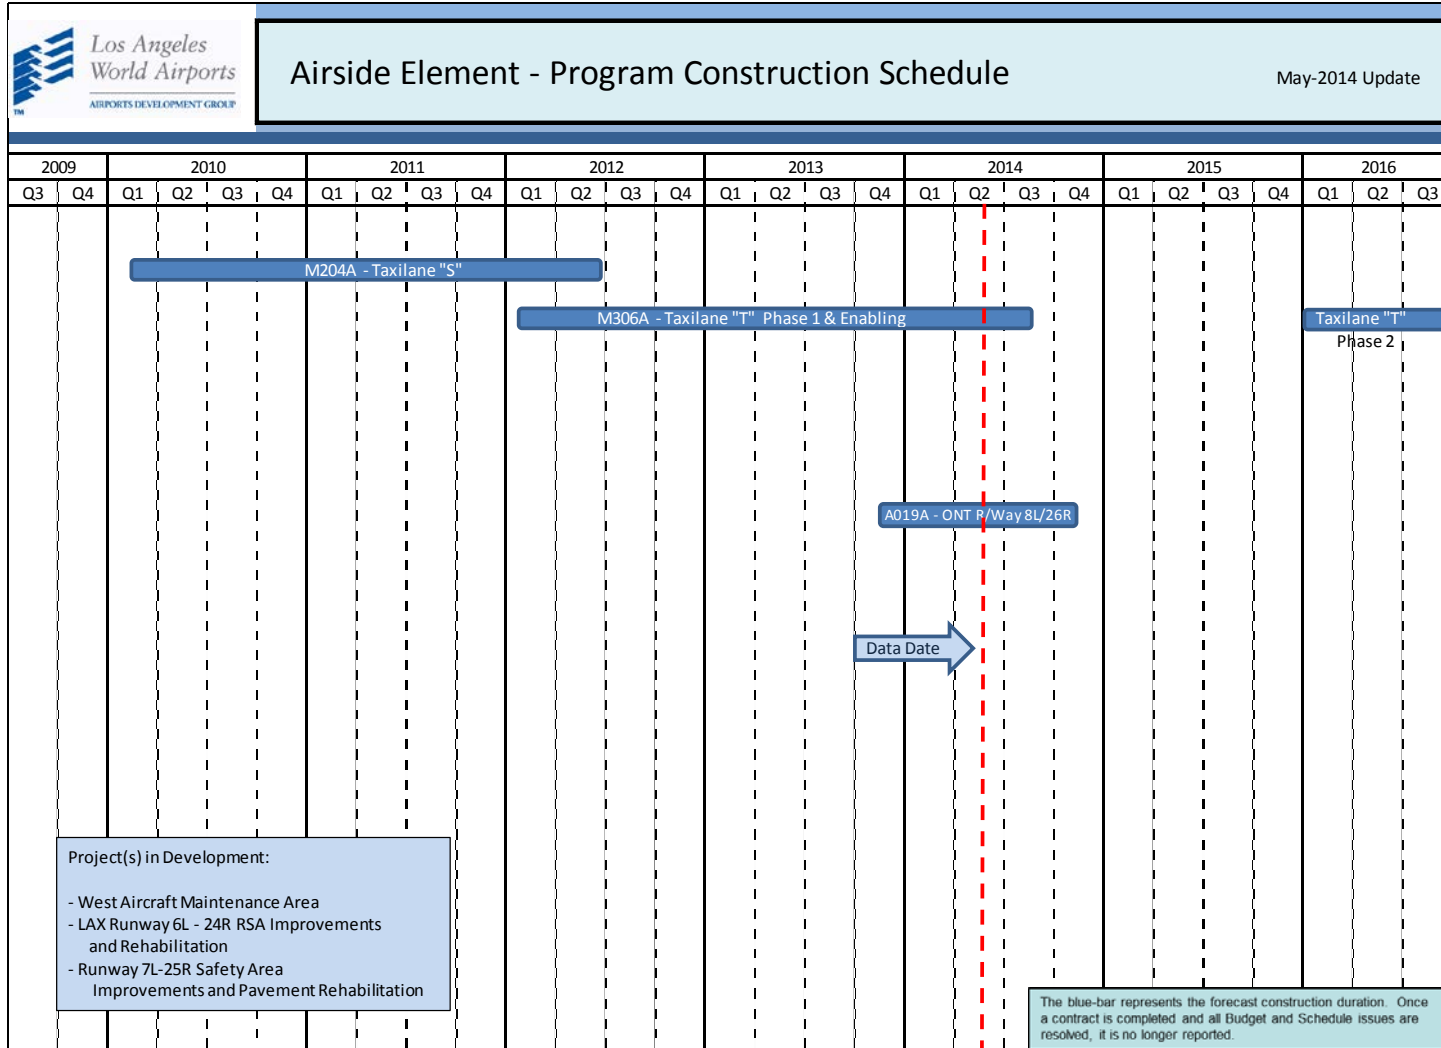 Los Angeles
World Airports
AIRPORTS DEVELOPMENT GROUP
TM
Airside Element - Program Construction Schedule
May-2014 Update
2009 2010 2011 2012 2013 2014 2015 2016
Q3 Q4 Q1 Q2 Q3 Q4 Q1 Q2 Q3 Q4 Q1 Q2 Q3 Q4 Q1 Q2 Q3 Q4 Q1 Q2 Q3 Q4 Q1 Q2 Q3 Q4 Q1 Q2 Q3
M204A - Taxilane "S"
M306A - Taxilane "T" Phase 1 & Enabling
Taxilane "T"
Phase 2
A019A - ONT R/Way 8L/26R
Data Date
Project(s) in Development:
- West Aircraft Maintenance Area
- LAX Runway 6L - 24R RSA Improvements
and Rehabilitation
- Runway 7L-25R Safety Area
Improvements and Pavement Rehabilitation
The blue-bar represents the forecast construction duration. Once
a contract is completed and all Budget and Schedule issues are
resolved, it is no longer reported.